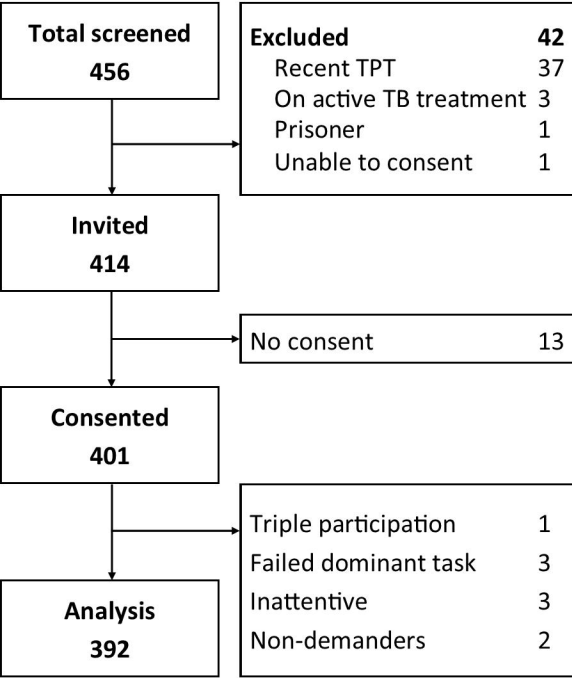 Total screened
456
Excluded 42
Recent TPT 37
On active TB treatment 3
Prisoner 1
Unable to consent 1
Invited
414
No consent 13
Consented
401
Triple participation 1
Failed dominant task 3
Inattentive 3
Non-demanders 2
Analysis
392